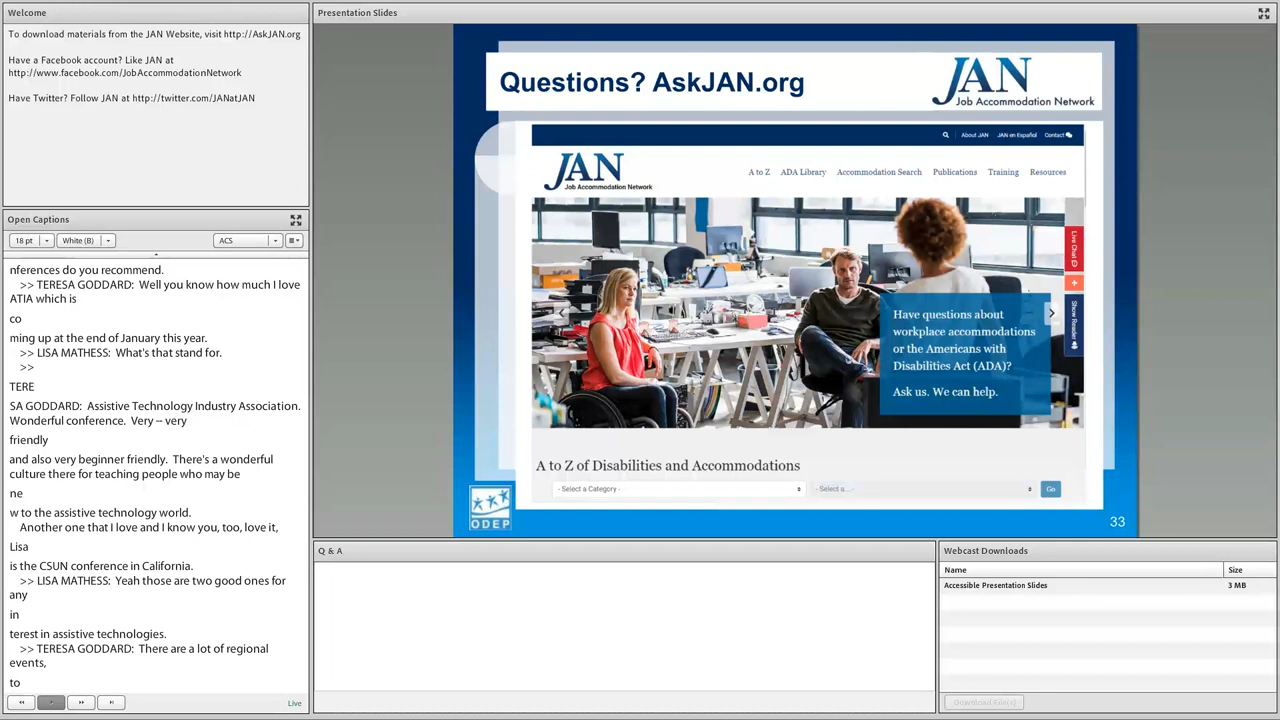 Welcome
To download materials from the JAN Website, visit http://AskJAN.org
Have a Facebook account? Like JAN at
http://www.facebook.com/JobAccommodationNetwork
Have Twitter? Follow JAN at http://twitter.com/JANatJAN
Open Captions
18 pt
White (B)
ACS
nferences do you recommend.
>> TERESA GODDARD: Well you know how much I love
ATIA which is
co
ming up at the end of January this year.
>> LISA MATHESS: What's that stand for.
>>
TERE
SA GODDARD: Assistive Technology Industry Association.
Wonderful conference. Very -- very
friendly
and also very beginner friendly. There's a wonderful
culture there for teaching people who may be
ne
w to the assistive technology world.
Another one that I love and I know you, too, love it,
Lisa
is the CSUN conference in California.
>> LISA MATHESS: Yeah those are two good ones for
any
in
terest in assistive technologies.
>> TERESA GODDARD: There are a lot of regional
events,
to
Live
Presentation Slides
Questions? AskJAN.org
JAN
Job Accommodation Network
About JAN
JAN en Español
Contact
JAN
Job Accommodation Network
A to Z
ADA Library
Accommodation Search
Publications
Training
Resources
Live Chat
Show Reader
Have questions about
workplace accommodations
or the Americans with
Disabilities Act (ADA)?
Ask us. We can help.
A to Z of Disabilities and Accommodations
- Select a Category -
- Select a... -
Go
ODEP
33
Q & A
Webcast Downloads
Name
Size
Accessible Presentation Slides
3 MB
Download File(s)